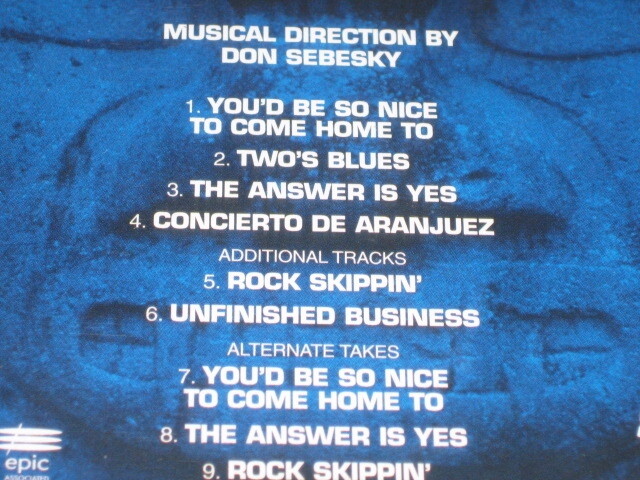 MUSICAL DIRECTION BY
DON SEBESKY
1. YOU'D BE SO NICE
TO COME HOME TO
2. TWO'S BLUES
3. THE ANSWER IS YES
4. CONCIERTO DE ARANJUEZ
ADDITIONAL TRACKS
5. ROCK SKIPPIN'
6. UNFINISHED BUSINESS
ALTERNATE TAKES
7. YOU'D BE SO NICE
TO COME HOME TO
8. THE ANSWER IS YES
9. ROCK SKIPPIN'
epic
ASSOCIATED